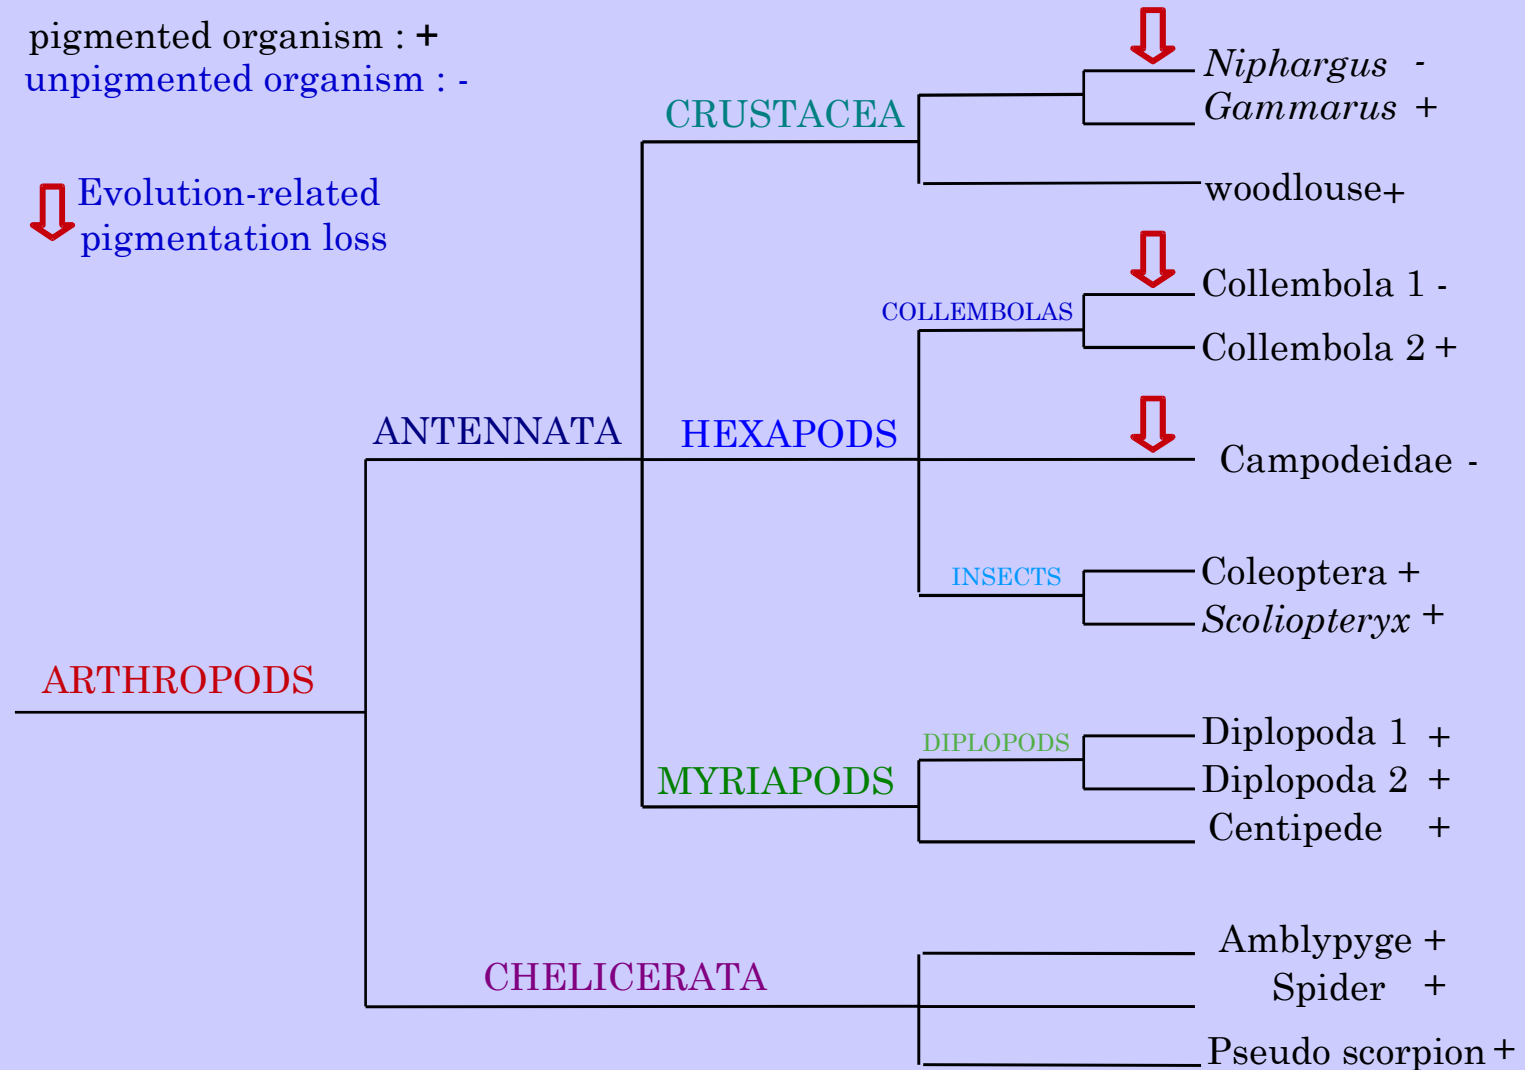 pigmented organism : +
unpigmented organism : -
Evolution-related
pigmentation loss
CRUSTACEA
Niphargus -
Gammarus +
woodlouse+
COLLEMBOLAS
Collembola 1 -
Collembola 2 +
ANTENNATA
HEXAPODS
Campodeidae -
INSECTS
Coleoptera +
Scoliopteryx +
ARTHROPODS
DIPLOPODS
Diplopoda 1 +
Diplopoda 2 +
MYRIAPODS
Centipede +
CHELICERATA
Amblypyge +
Spider +
Pseudo scorpion +